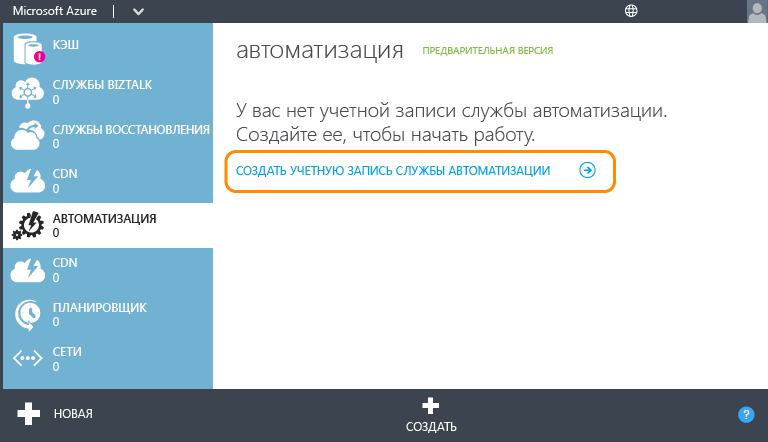 Microsoft Azure
КЭШ
!
СЛУЖБЫ BIZTALK
0
СЛУЖБЫ ВОССТАНОВЛЕНИЯ
0
CDN
0
АВТОМАТИЗАЦИЯ
0
CDN
0
ПЛАНИРОВЩИК
0
СЕТИ
0
автоматизация ПРЕДВАРИТЕЛЬНАЯ ВЕРСИЯ
У вас нет учетной записи службы автоматизации.
Создайте ее, чтобы начать работу.
СОЗДАТЬ УЧЕТНУЮ ЗАПИСЬ СЛУЖБЫ АВТОМАТИЗАЦИИ
НОВАЯ
СОЗДАТЬ
?